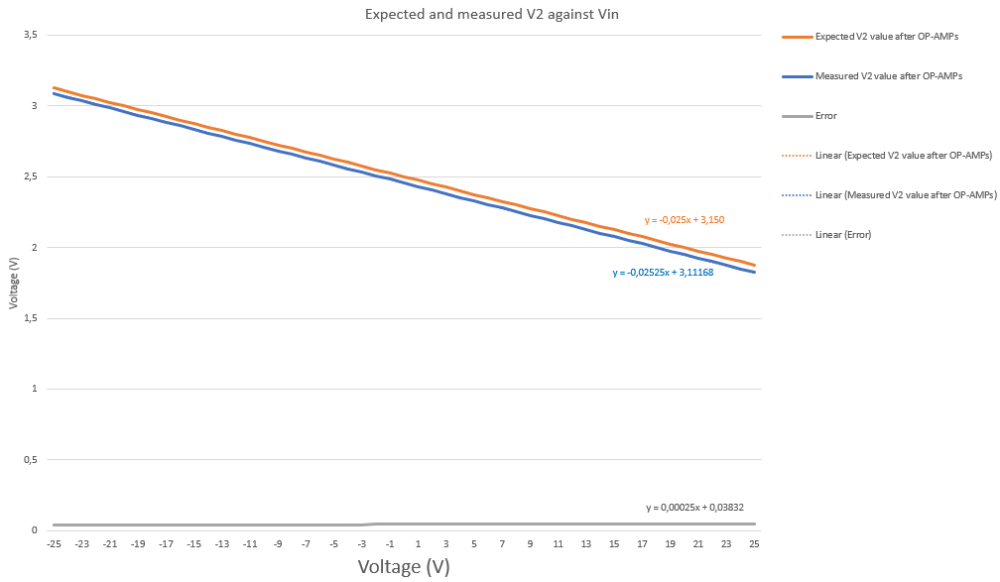 Expected and measured V2 against Vin
3,5
3
2,5
2
1,5
1
0,5
0
Voltage (V)
y = -0,025x + 3,150
y = -0,02525x + 3,11168
y = 0,00025x + 0,03832
-25 -23 -21 -19 -17 -15 -13 -11 -9 -7 -5 -3 -1 1 3 5 7 9 11 13 15 17 19 21 23 25
Voltage (V)
Expected V2 value after OP-AMPs
Measured V2 value after OP-AMPs
Error
Linear (Expected V2 value after OP-AMPs)
Linear (Measured V2 value after OP-AMPs)
Linear (Error)